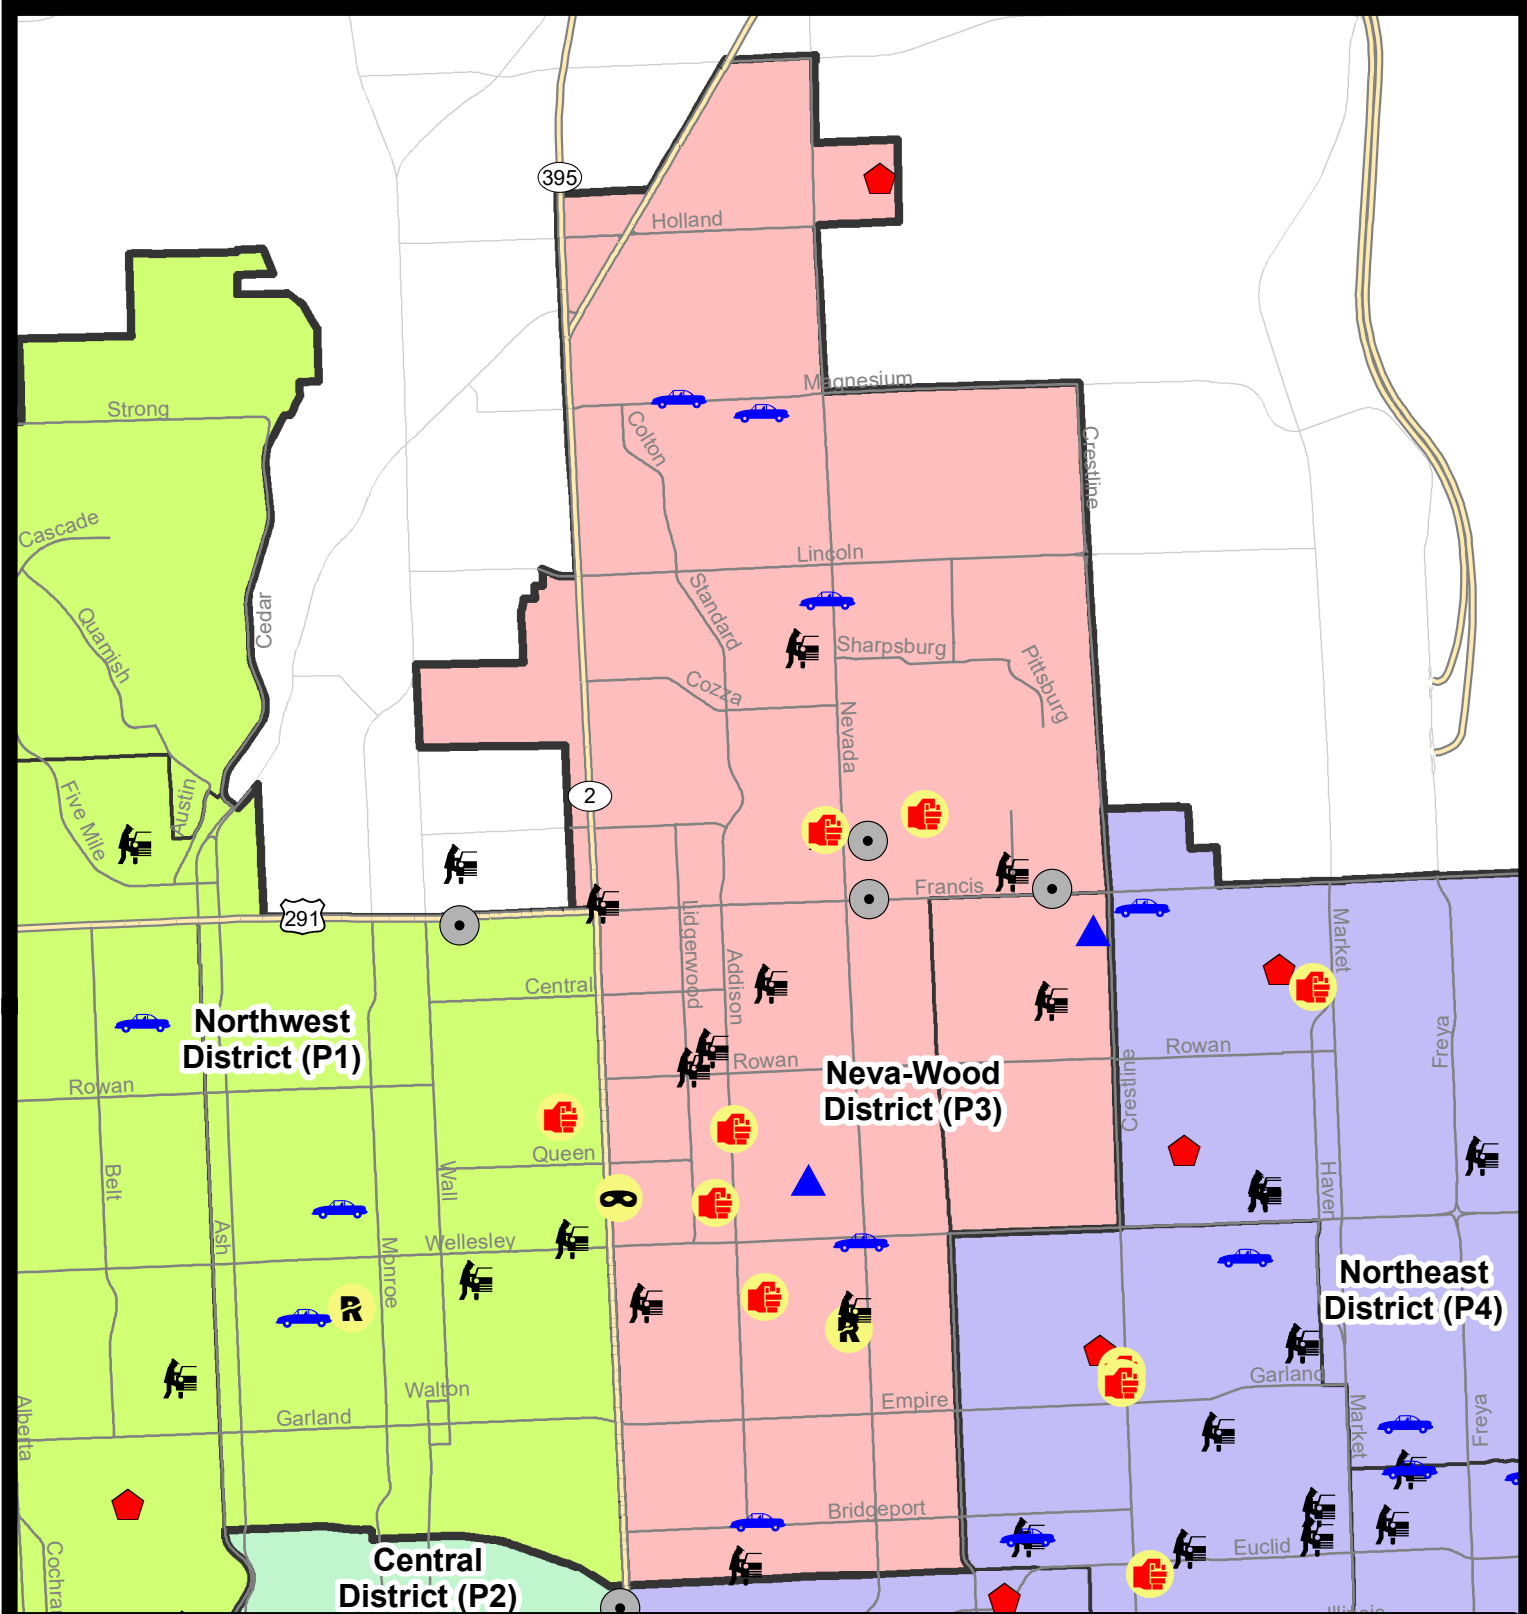 395
Holland
Magnesium
Strong
Colton
Crestline
Cascade
Lincoln
Standard
Cedar
Quamish
Sharpsburg
Pittsburg
Cozza
Nevada
2
Five Mile
Austin
Francis
291
Lidgerwood
Addison
Market
Central
Northwest
District (P1)
Freya
Rowan
Rowan
Neva-Wood
District (P3)
Rowan
Crestline
Queen
Belt
Wall
Haven
Ash
Monroe
Wellesley
Northeast
District (P4)
Walton
Garland
Empire
Garland
Alberta
Market
Freya
Bridgeport
Euclid
Central
District (P2)
R
R